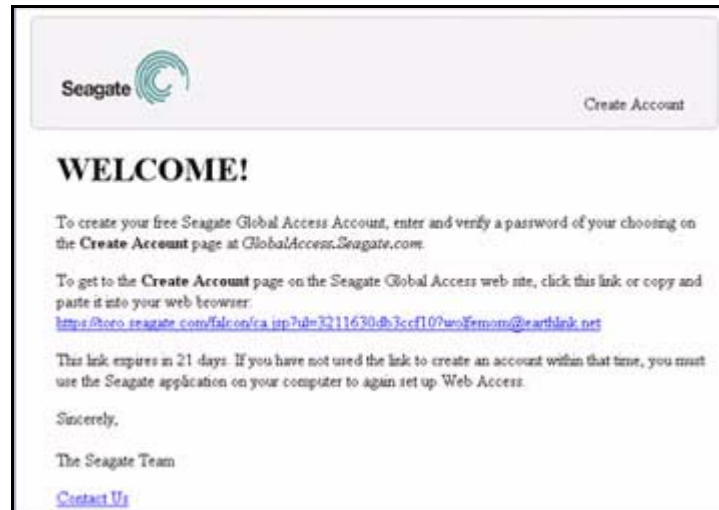 Seagate
Create Account
WELCOME!
To create your free Seagate Global Access Account, enter and verify a password of your choosing on
the Create Account page at GlobalAccess.Seagate.com.
To get to the Create Account page on the Seagate Global Access web site, click this link or copy and
paste it into your web browser:
https://toro.seagate.com/falcon/ca.jsp?ul=3211630db3ccf10?wolfemom@earthlink.net
This link expires in 21 days. If you have not used the link to create an account within that time, you must
use the Seagate application on your computer to again set up Web Access.
Sincerely,
The Seagate Team
Contact Us